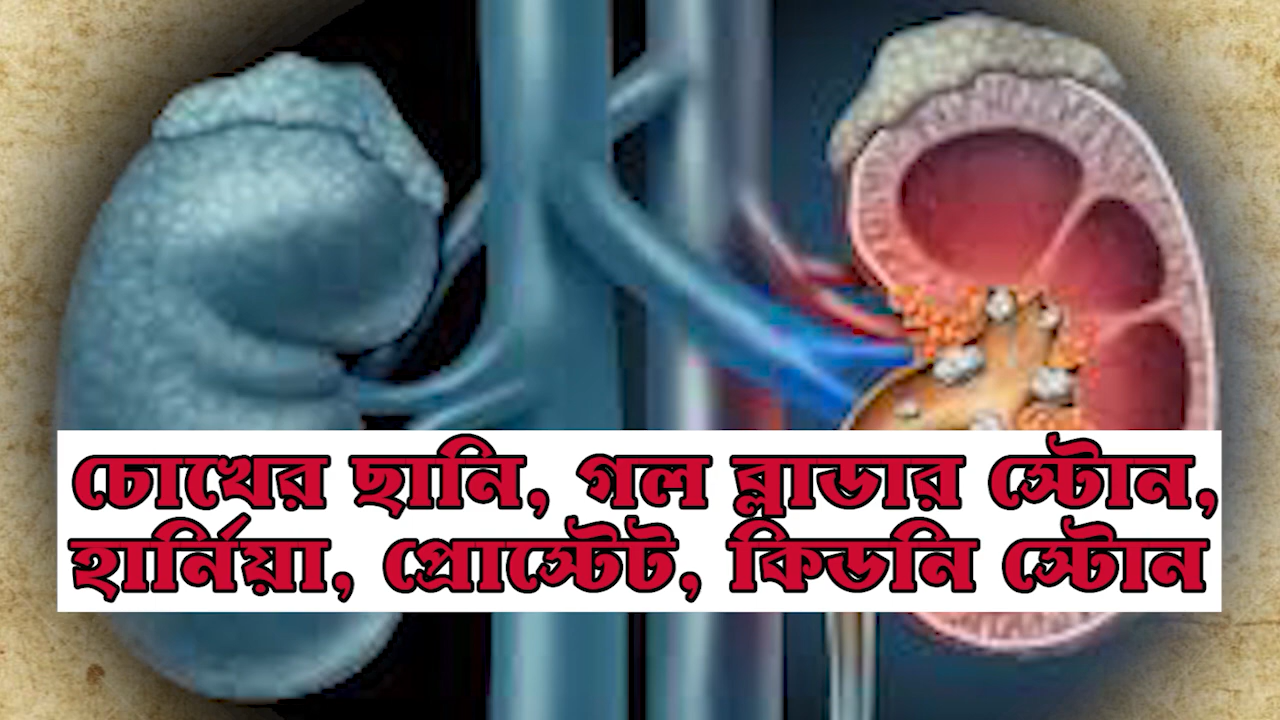 চোখের ছানি, গল ব্লাডার স্টোন,
হার্নিয়া, প্রোস্টেট, কিডনি স্টোন